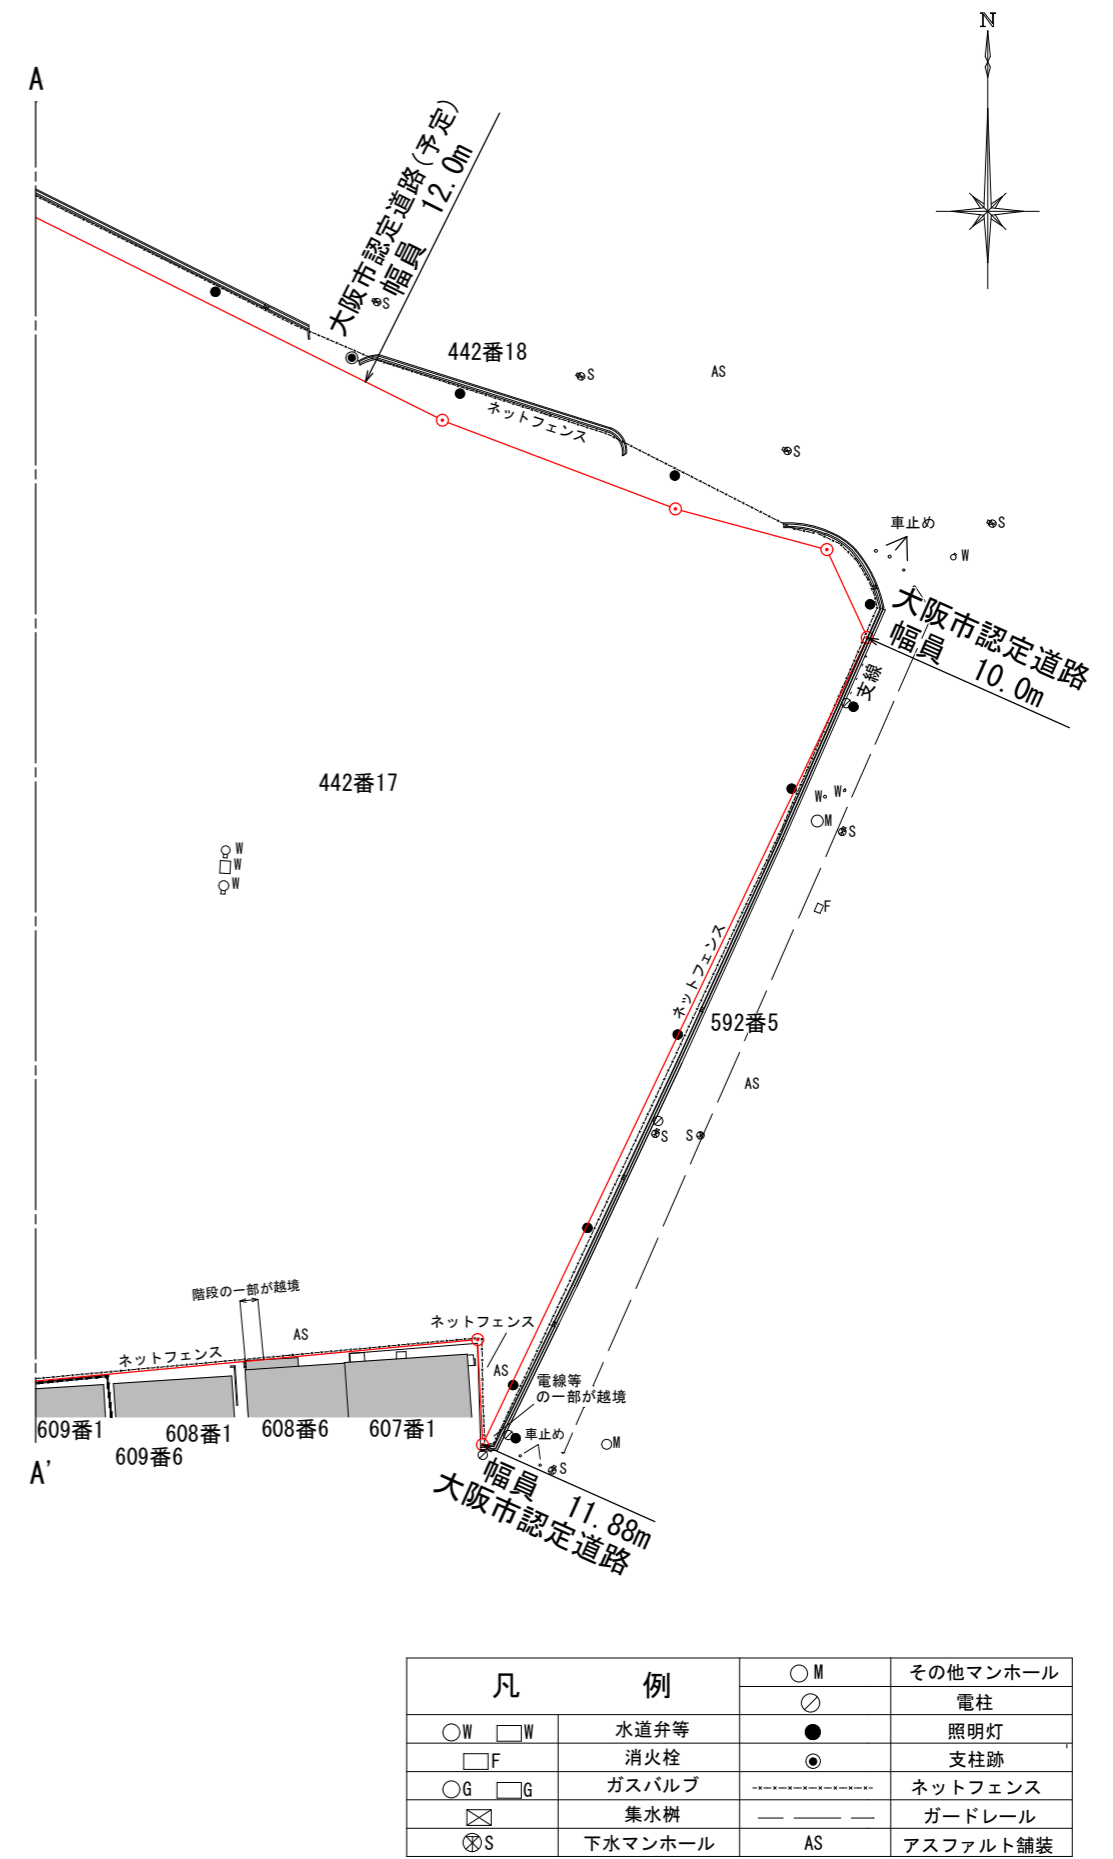 N
A
大阪市認定道路(予定)
幅員 12.0m
S
442番18
S
AS
ネットフェンス
S
車止め
S
W
大阪市認定道路
幅員 10.0m
支線
442番17
W
W
W
W
W
M
S
F
ネットフェンス
592番5
AS
S
S
階段の一部が越境
AS
ネットフェンス
ネットフェンス
AS
電線等
の一部が越境
609番1
609番6
608番1
608番6
607番1
車止め
M
S
A'
幅員 11.88m
大阪市認定道路
凡例
M その他マンホール
電柱
W W 水道弁等
照明灯
F 消火栓
支柱跡
G G ガスバルブ
ネットフェンス
集水桝
ガードレール
S 下水マンホール
AS アスファルト舗装